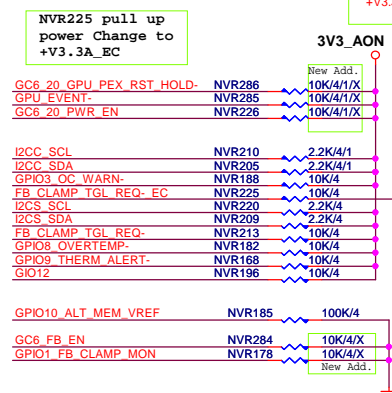 +V3.
NVR225 pull up
power Change to
+V3.3A_EC
3V3_AON
New Add.
GC6_20_GPU_PEX_RST_HOLD- NVR286 10K/4/1/X
GPU_EVENT- NVR285 10K/4/1/X
GC6_20_PWR_EN NVR226 10K/4/1/X
I2CC_SCL NVR210 2.2K/4/1
I2CC_SDA NVR205 2.2K/4/1
GPIO3_OC_WARN- NVR188 10K/4
FB_CLAMP_TGL_REQ-_EC NVR225 10K/4
I2CS_SCL NVR220 2.2K/4
I2CS_SDA NVR209 2.2K/4
FB_CLAMP_TGL_REQ- NVR213 10K/4
GPIO8_OVERTEMP- NVR182 10K/4
GPIO9_THERM_ALERT- NVR168 10K/4
GIO12 NVR196 10K/4
GPIO10_ALT_MEM_VREF NVR185 100K/4
GC6_FB_EN NVR284 10K/4/X
GPIO1_FB_CLAMP_MON NVR178 10K/4/X
New Add.